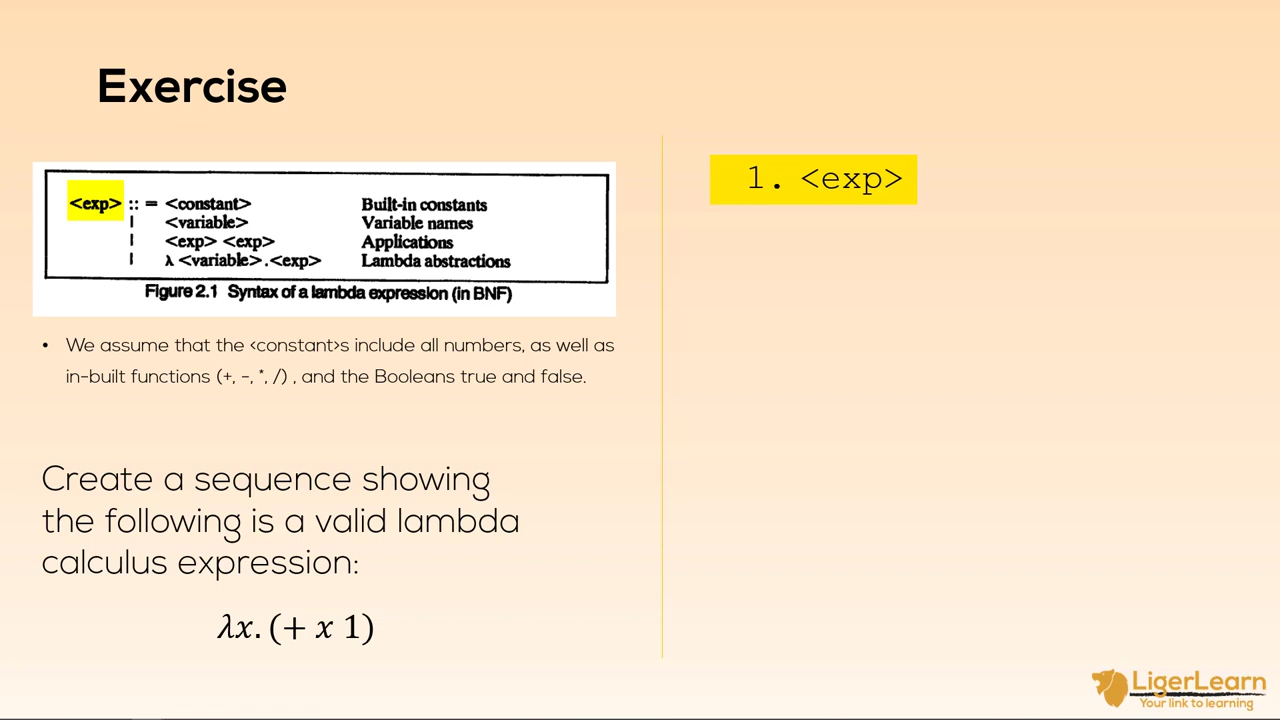 Exercise
<exp> :: = <constant> Built-in constants
| <variable> Variable names
| <exp> <exp> Applications
| λ <variable> .<exp> Lambda abstractions
Figure 2.1 Syntax of a lambda expression (in BNF)
• We assume that the <constant>s include all numbers, as well as
in-built functions (+, -, *, /) , and the Booleans true and false.
Create a sequence showing
the following is a valid lambda
calculus expression:
λx. (+ x 1)
1. <exp>
LigerLearn
Your link to learning